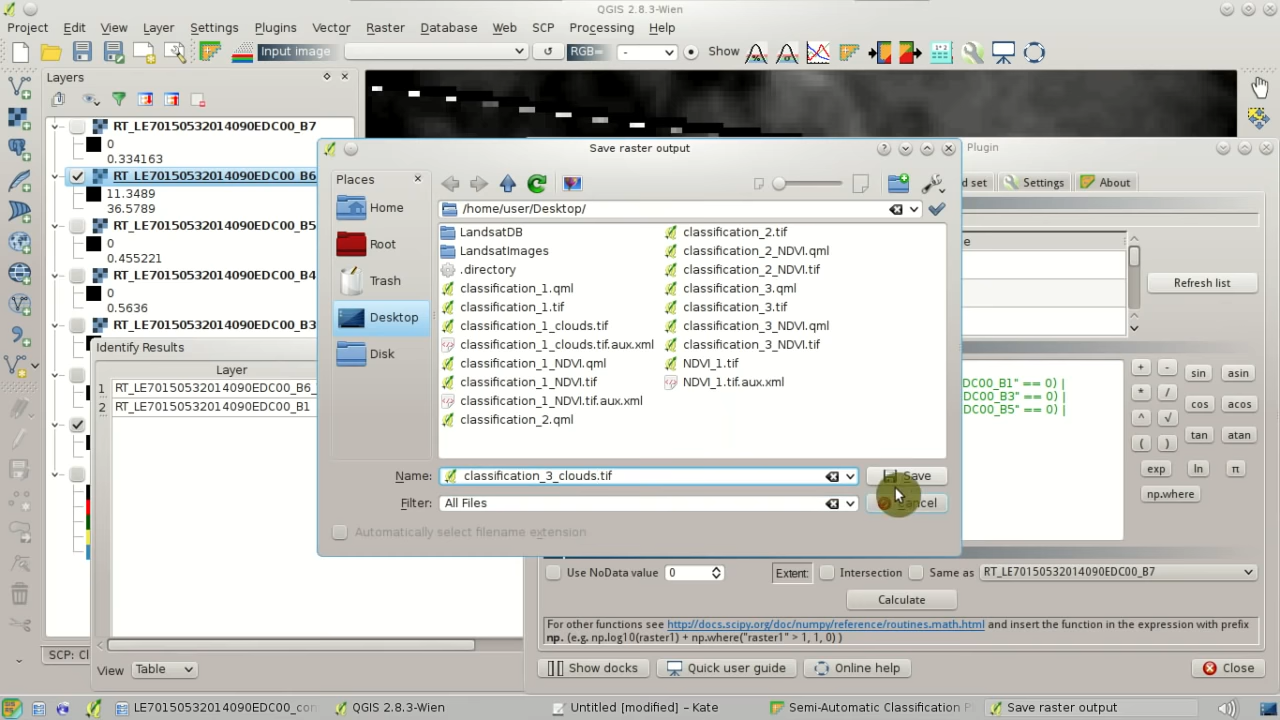 QGIS 2.8.3-Wien
Project Edit View Layer Settings Plugins Vector Raster Database Web SCP Processing Help
Input image RGB= - Show
Layers
RT_LE70150532014090EDC00_B7
0
0.334163
RT_LE70150532014090EDC00_B6
11.3489
36.5789
RT_LE70150532014090EDC00_B5
0
0.455221
RT_LE70150532014090EDC00_B4
0
0.5636
RT_LE70150532014090EDC00_B3
Identify Results
Layer
1 RT_LE70150532014090EDC00_B6_
2 RT_LE70150532014090EDC00_B1
View Table
SCP: Cl
Save raster output
Places
Home
Root
Trash
Desktop
Disk
/home/user/Desktop/
LandsatDB
LandsatImages
.directory
classification_1.qml
classification_1.tif
classification_1_clouds.tif
classification_1_clouds.tif.aux.xml
classification_1_NDVI.qml
classification_1_NDVI.tif
classification_1_NDVI.tif.aux.xml
classification_2.qml
classification_2.tif
classification_2_NDVI.qml
classification_2_NDVI.tif
classification_3.qml
classification_3.tif
classification_3_NDVI.qml
classification_3_NDVI.tif
NDVI_1.tif
NDVI_1.tif.aux.xml
Name: classification_3_clouds.tif Save
Filter: All Files Cancel
Automatically select filename extension
Plugin
d set Settings About
e
Refresh list
DC00_B1" == 0) |
DC00_B3" == 0) |
DC00_B5" == 0) |
+ - sin asin
* / cos acos
^ √ tan atan
( ) exp ln π
np.where
Use NoData value 0 Extent: Intersection Same as RT_LE70150532014090EDC00_B7
Calculate
For other functions see http://docs.scipy.org/doc/numpy/reference/routines.math.html and insert the function in the expression with prefix
np. (e.g. np.log10(raster1) + np.where("raster1" > 1, 1, 0) )
Show docks Quick user guide Online help Close
LE70150532014090EDC00_con QGIS 2.8.3-Wien Untitled [modified] – Kate Semi-Automatic Classification P Save raster output